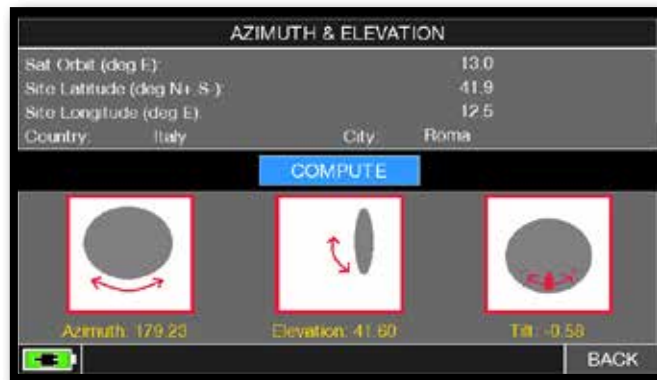 AZIMUTH & ELEVATION
Sat Orbit (deg E): 13.0
Site Latitude (deg N+ S-): 41.9
Site Longitude (deg E) 12.5
Country: Italy City: Roma
COMPUTE
Azimuth: 179.23 Elevation: 41.60 Tilt: -0.58
BACK